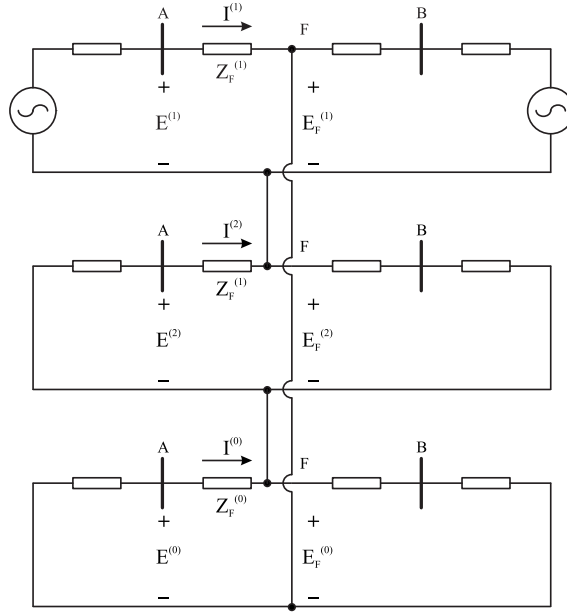 I⁽¹⁾
A F B
Z_F⁽¹⁾
+ +
E⁽¹⁾ E_F⁽¹⁾
− −
I⁽²⁾
A F B
Z_F⁽¹⁾
+ +
E⁽²⁾ E_F⁽²⁾
− −
I⁽⁰⁾
A F B
Z_F⁽⁰⁾
+ +
E⁽⁰⁾ E_F⁽⁰⁾
− −